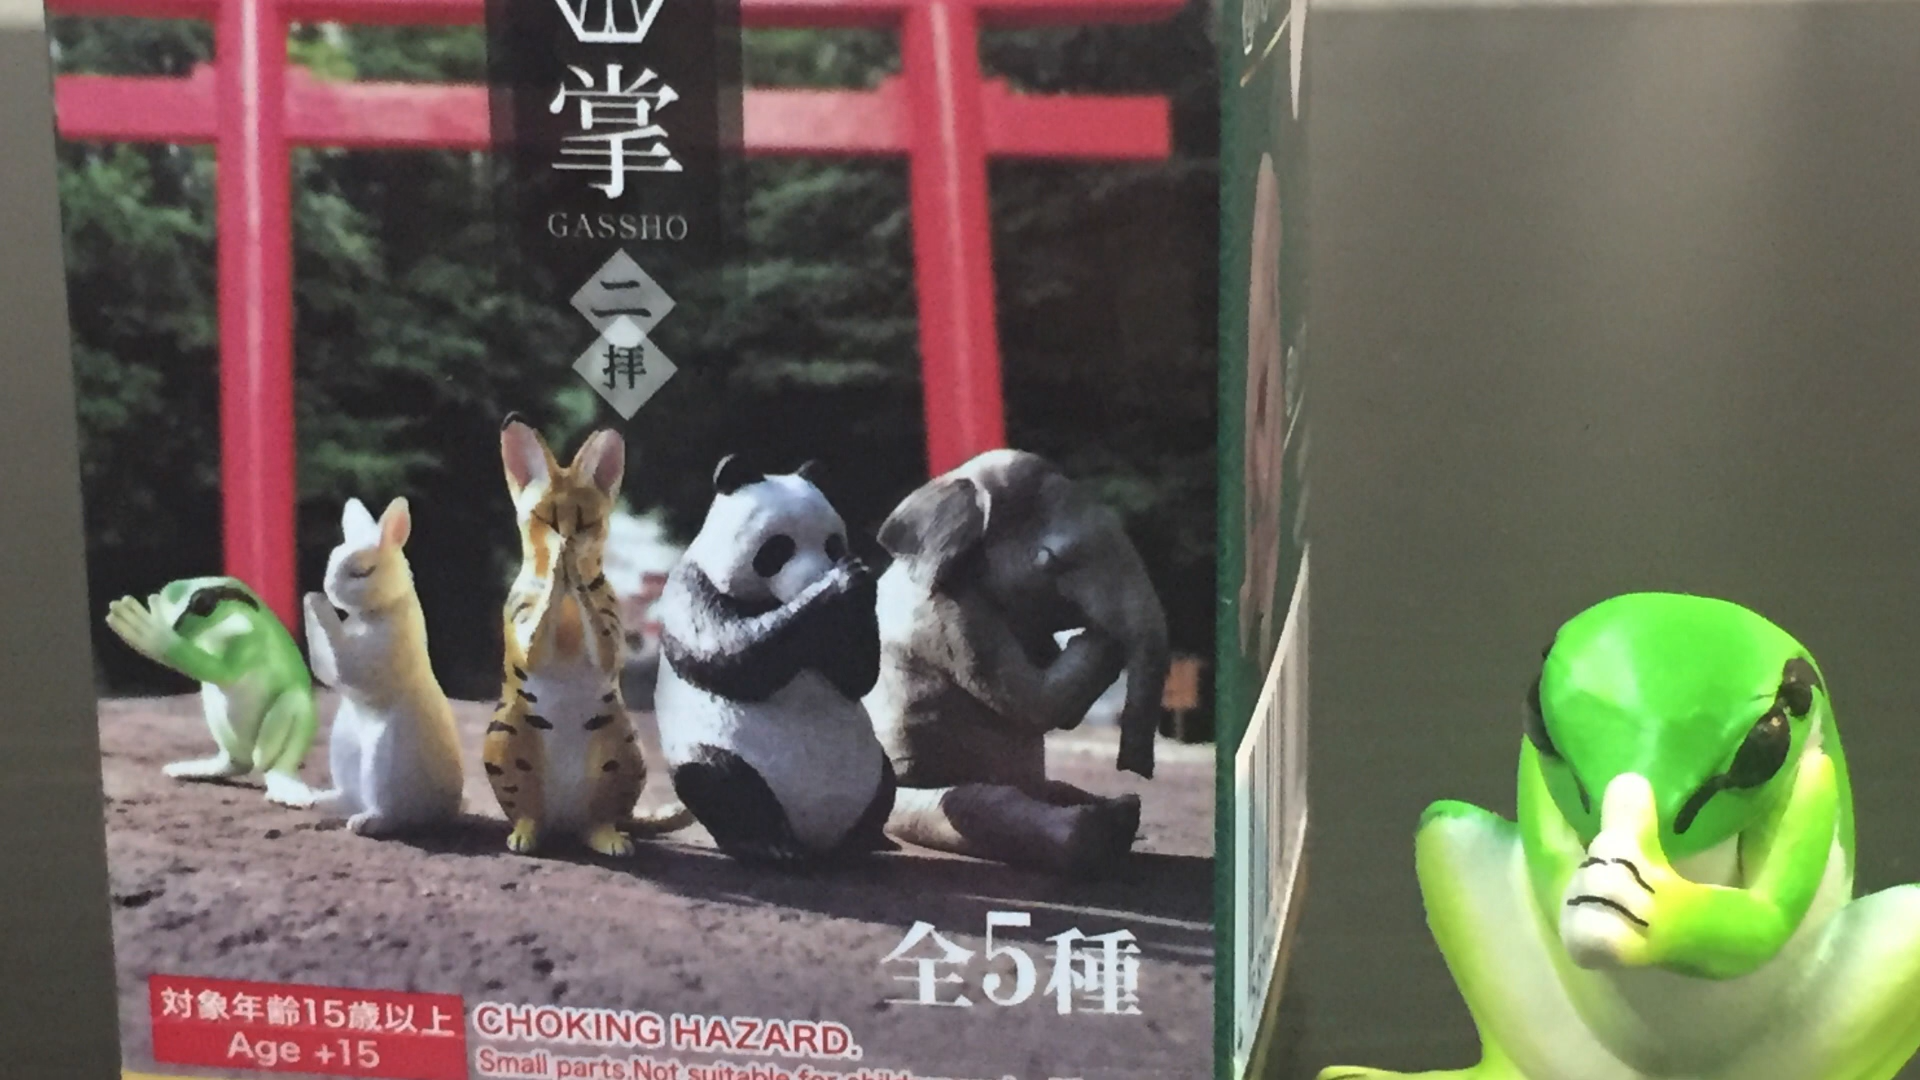 掌
GASSHO
二
拝
全5種
対象年齢15歳以上
Age +15
CHOKING HAZARD.
Small parts.Not suitable for